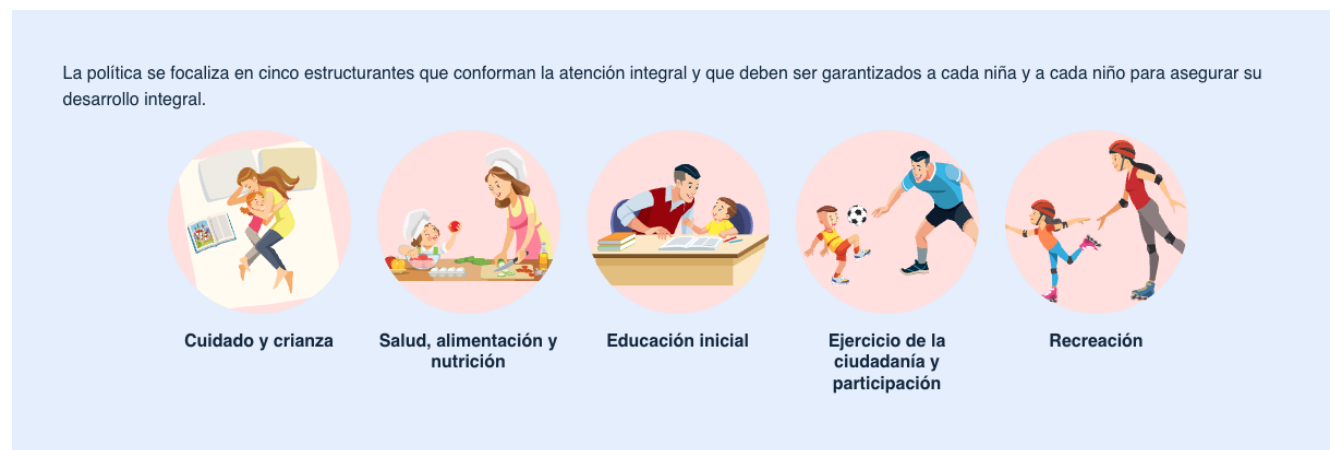 La política se focaliza en cinco estructurantes que conforman la atención integral y que deben ser garantizados a cada niña y a cada niño para asegurar su
desarrollo integral.
Cuidado y crianza
Salud, alimentación y
nutrición
Educación inicial
Ejercicio de la
ciudadanía y
participación
Recreación